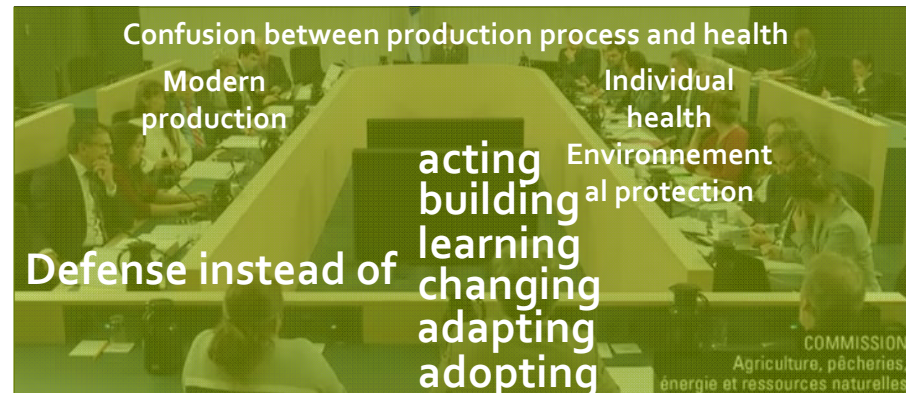 Confusion between production process and health
Modern
production
Individual
health
Environnement
al protection
Defense instead of
acting
building
learning
changing
adapting
adopting
COMMISSION
Agriculture, pêcheries,
énergie et ressources naturelles